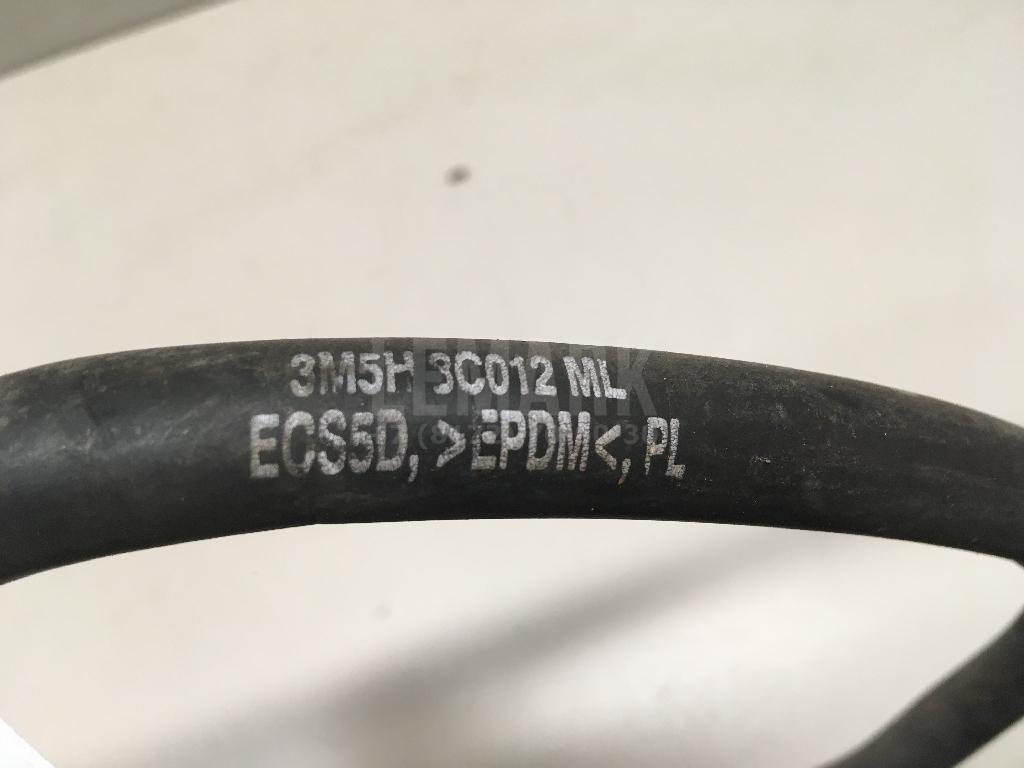 3M5H 3C012 ML
ECS5D, >EPDM<, PL